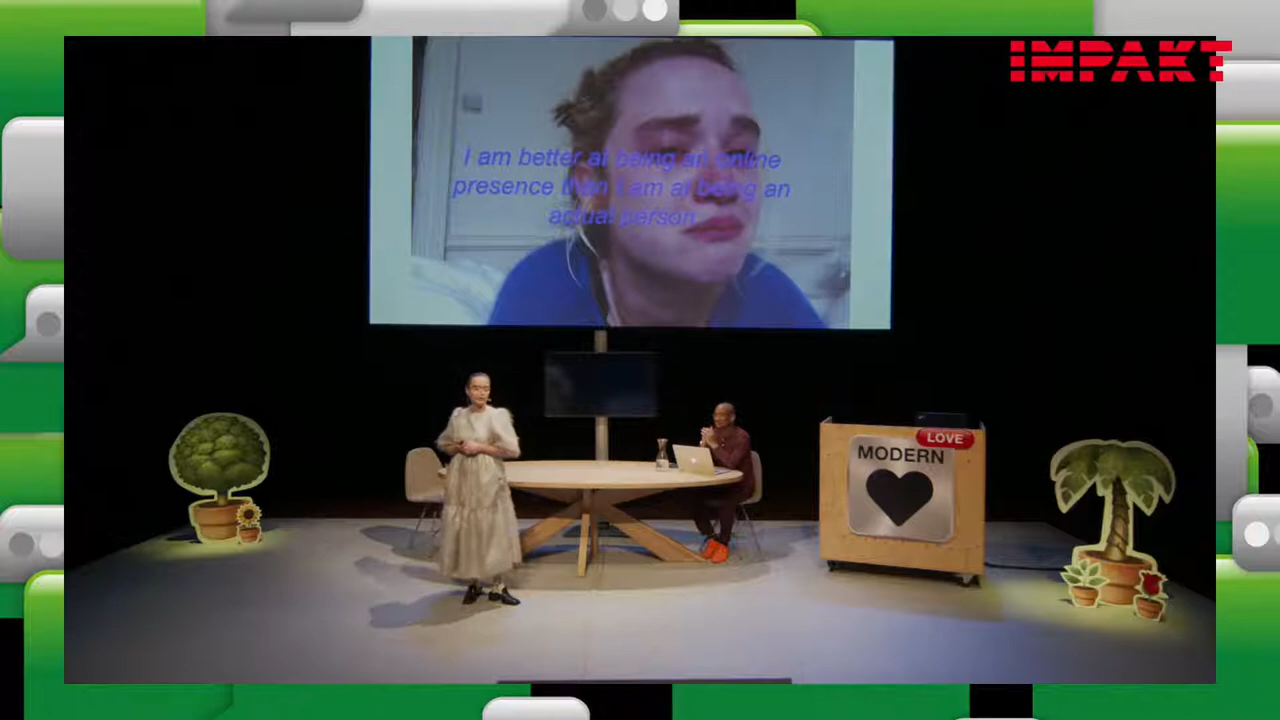 IMPAKT
I am better at being an online
presence than I am at being an
actual person
LOVE
MODERN